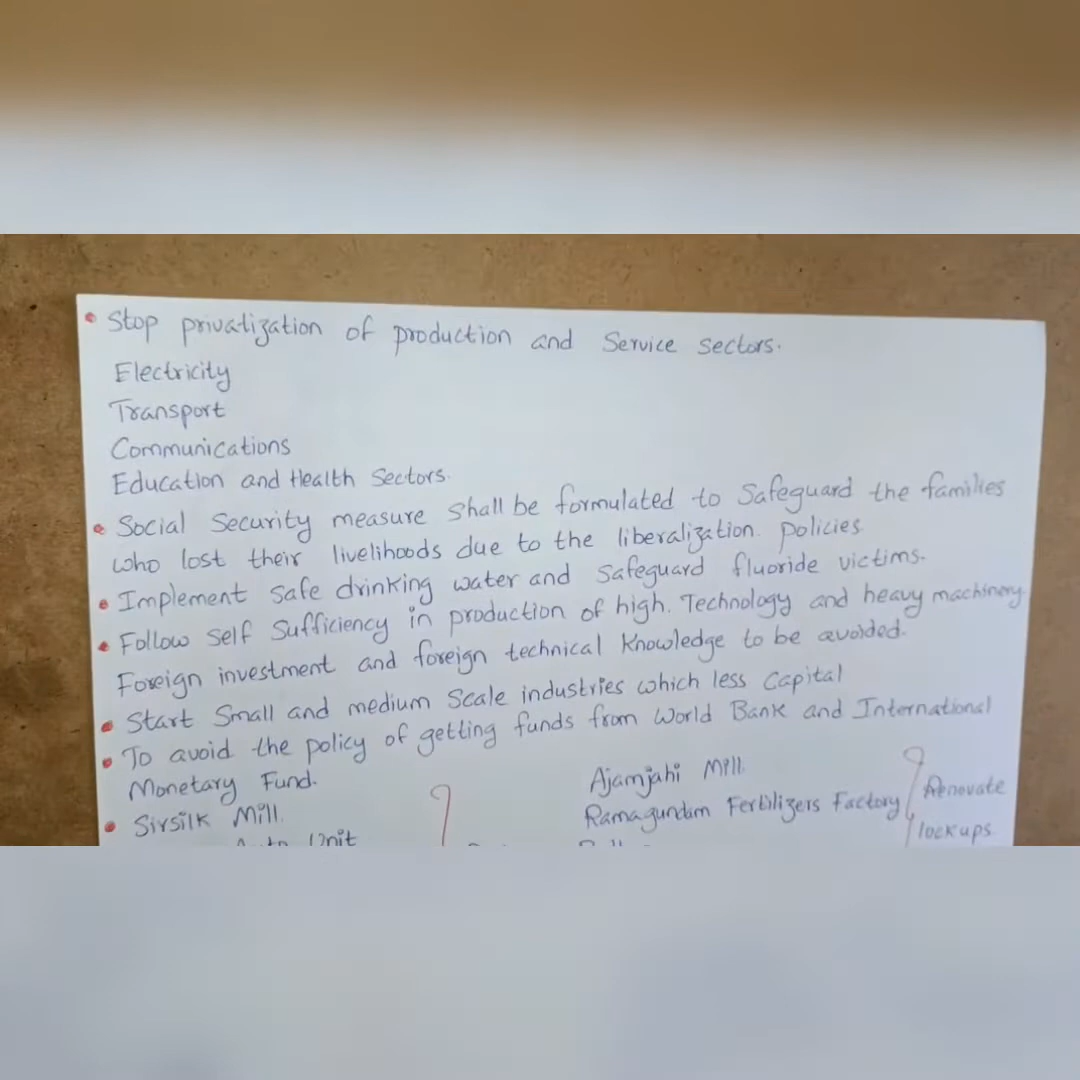 • Stop privatization of production and Service sectors.
Electricity
Transport
Communications
Education and Health Sectors.
• Social Security measure shall be formulated to Safeguard the families
who lost their livelihoods due to the liberalization policies
• Implement safe drinking water and safeguard fluoride victims.
• Follow self sufficiency in production of high. Technology and heavy machinery.
Foreign investment and foreign technical knowledge to be avoided.
• Start Small and medium scale industries which less capital
• To avoid the policy of getting funds from World Bank and International
Monetary Fund.
• Sirsilk Mill.
Unit
Ajamjahi Mill.
Ramagundam Fertilizers Factory
Renovate
lockups